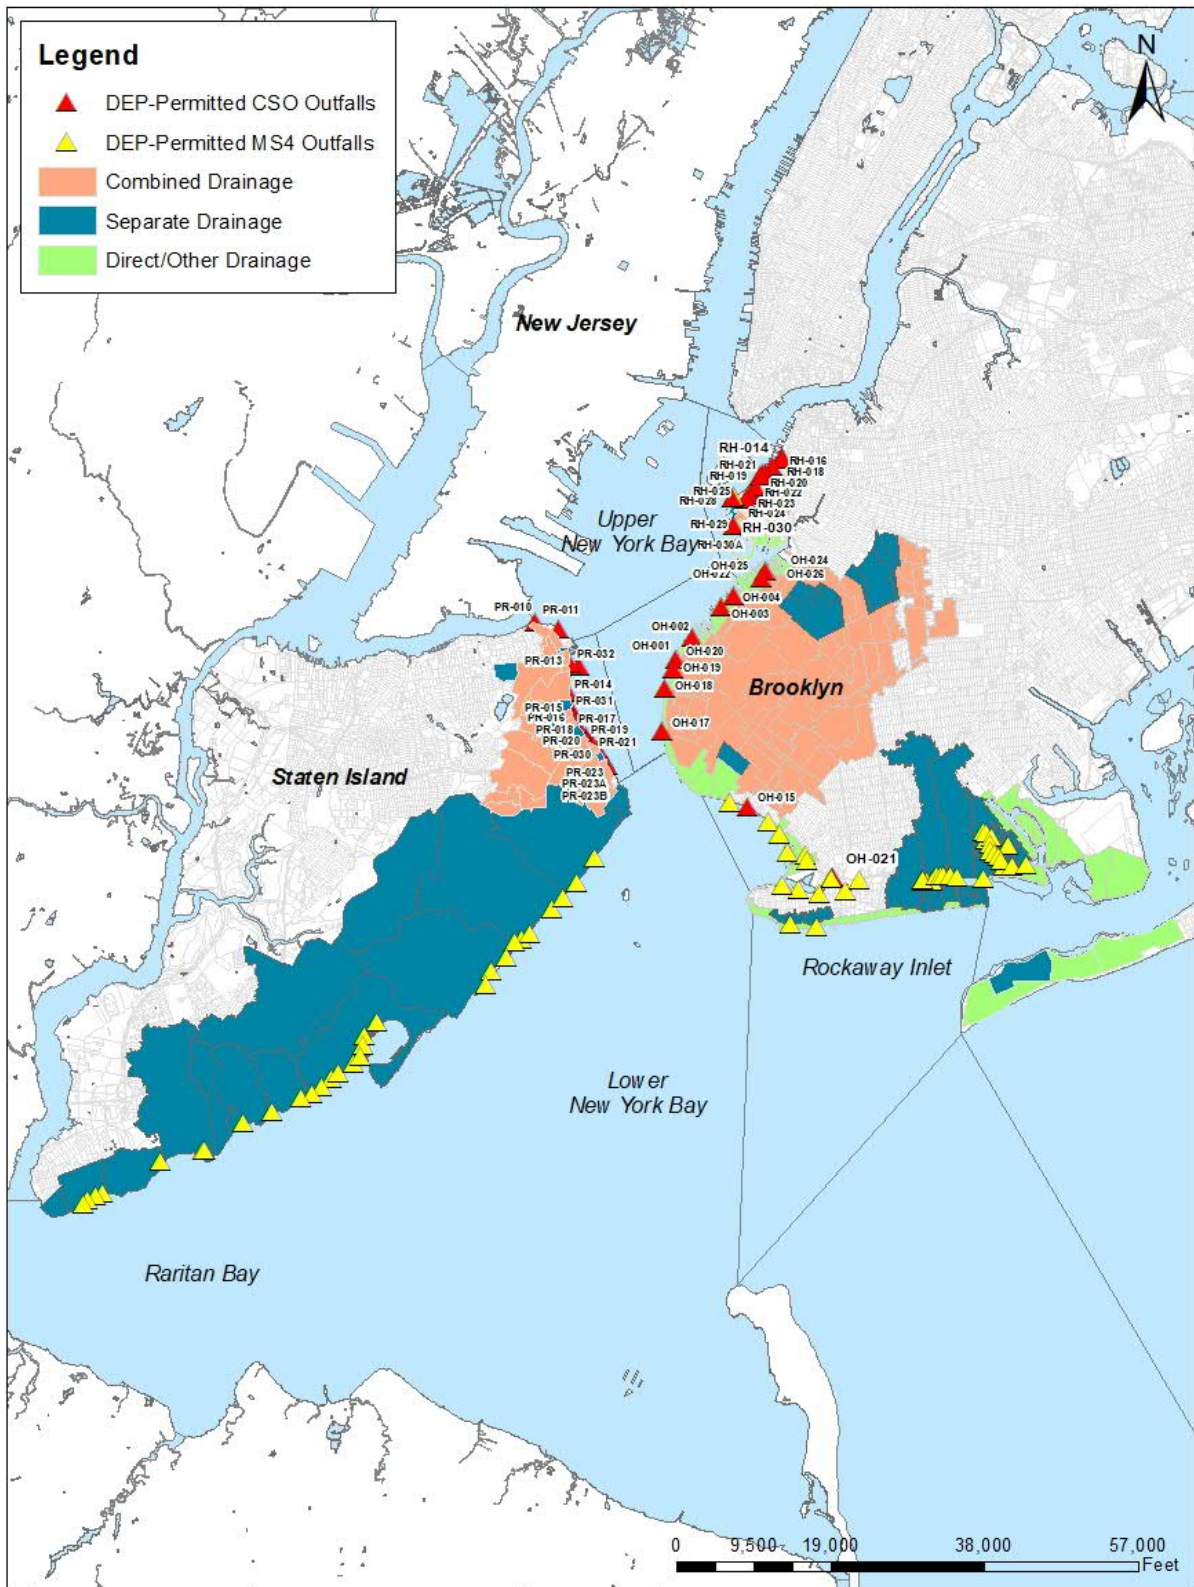 Legend
DEP-Permitted CSO Outfalls
DEP-Permitted MS4 Outfalls
Combined Drainage
Separate Drainage
Direct/Other Drainage
N
New Jersey
RH-014
RH-016
RH-021
RH-018
RH-019
RH-020
RH-025
RH-022
RH-028
RH-023
RH-024
Upper
New York Bay
RH-029
RH-030
RH-030A
OH-025
OH-024
OH-022
OH-026
OH-004
OH-003
PR-010
PR-011
OH-002
OH-001
OH-020
PR-032
PR-013
OH-019
PR-014
OH-018
Brooklyn
PR-031
PR-015
PR-016
PR-017
OH-017
PR-018
PR-019
PR-020
PR-021
PR-030
Staten Island
PR-023
PR-023A
PR-023B
OH-015
OH-021
Rockaway Inlet
Lower
New York Bay
Raritan Bay
0 9,500 19,000 38,000 57,000
Feet